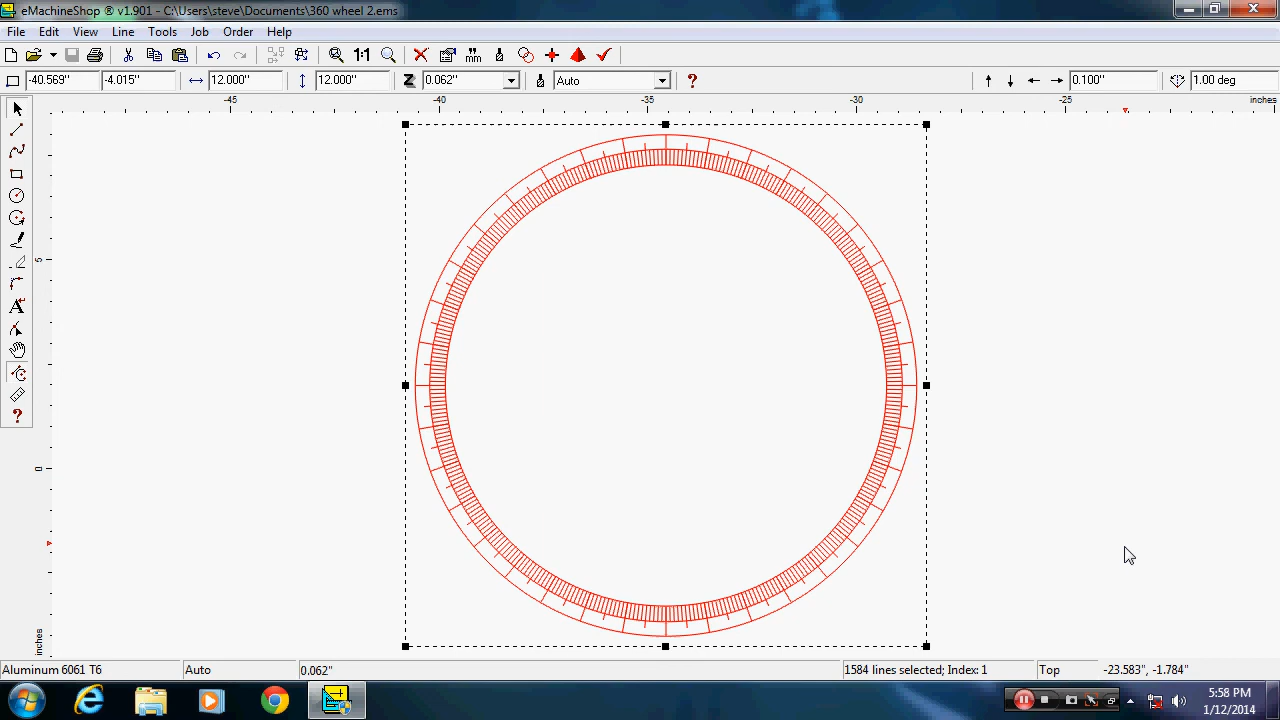 eMachineShop ® v1.901 - C:\Users\steve\Documents\360 wheel 2.ems
File Edit View Line Tools Job Order Help
1:1 mm
-40.569" -4.015" 12.000" 12.000" Z 0.062" Auto ? 0.100" 1.00 deg
-45 -40 -35 -30 -25 inches
5
A
?
0
inches
Aluminum 6061 T6 Auto 0.062" 1584 lines selected; Index: 1 Top -23.583", -1.784"
5:58 PM
1/12/2014